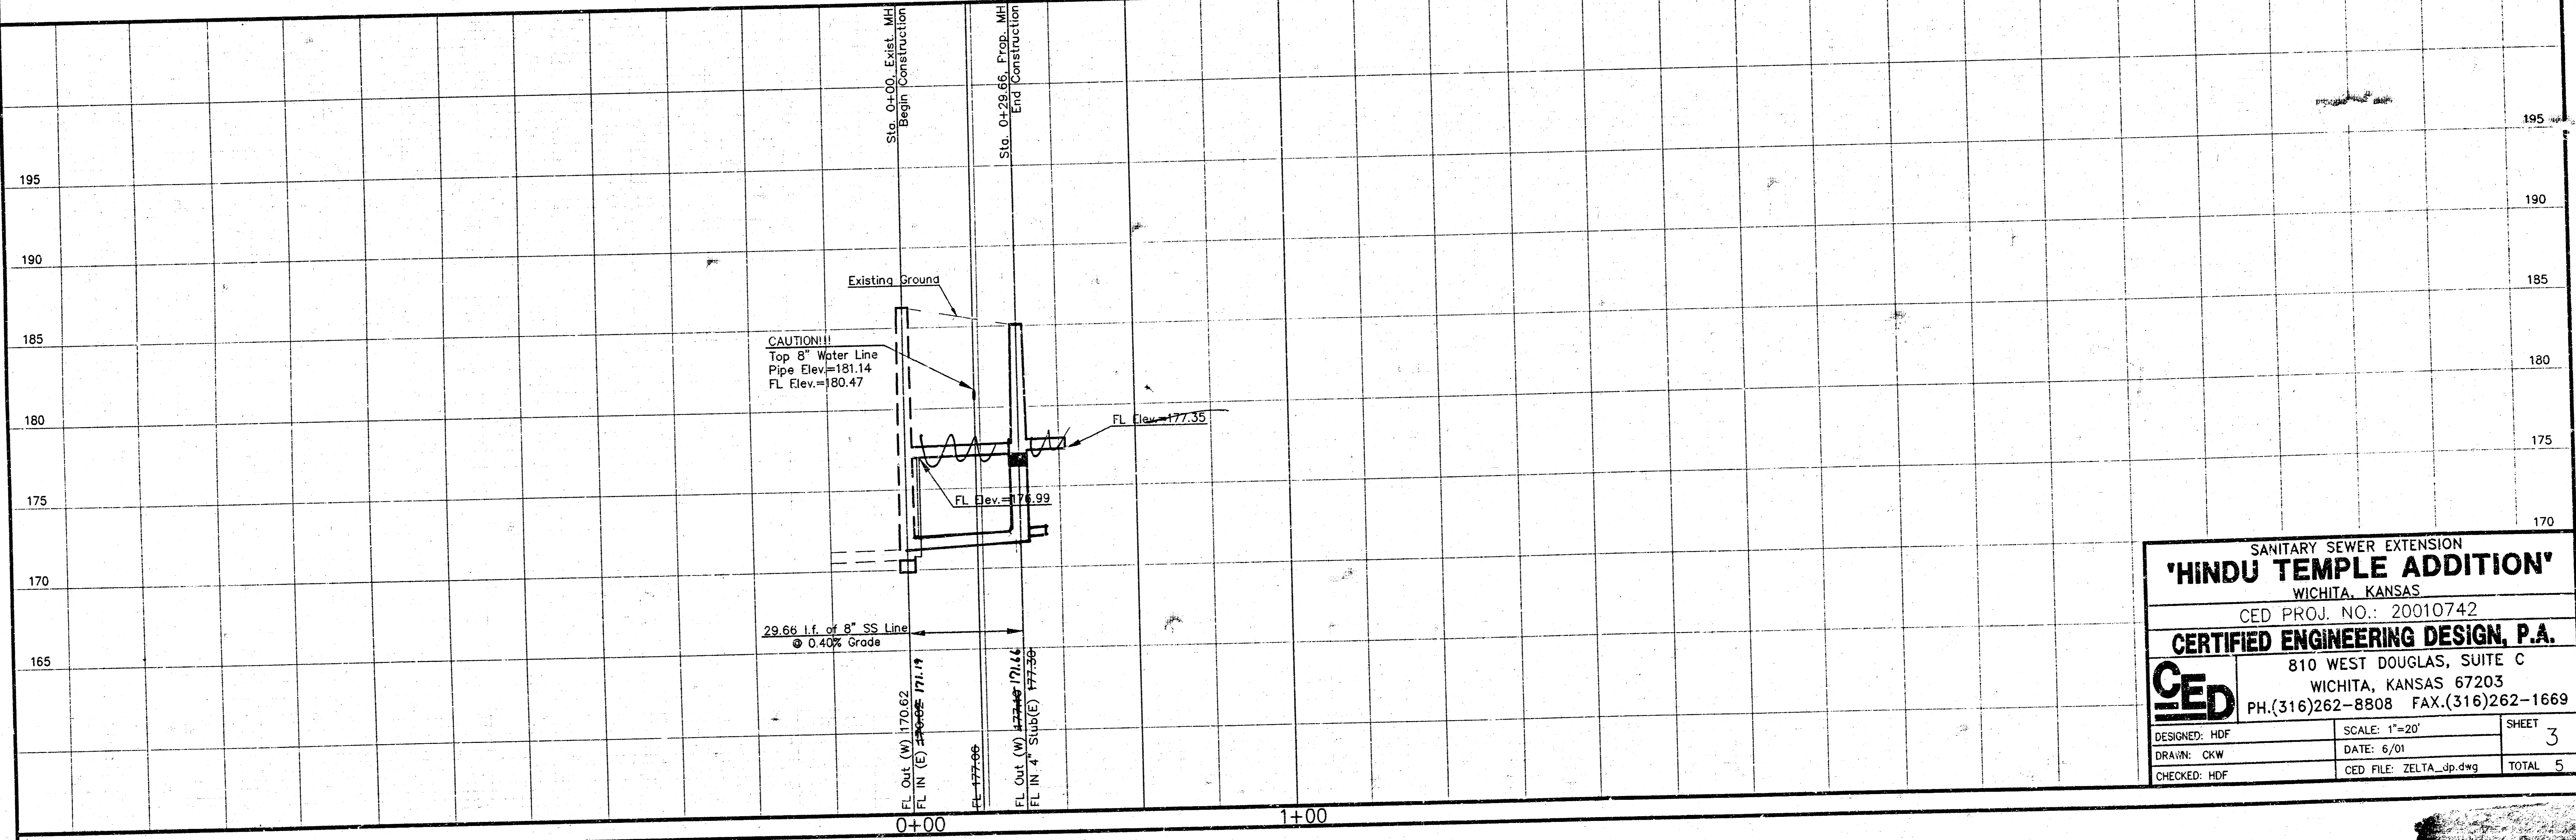 Sta. 0+00, Exist. MH
Begin Construction
Sta. 0+29.66, Prop. MH
End Construction
195
190
185
180
175
170
165
195
190
185
180
175
170
Existing Ground
CAUTION!!!
Top 8" Water Line
Pipe Elev.=181.14
FL Elev.=180.47
FL Elev.=177.35
FL Elev.=176.99
29.66 l.f. of 8" SS Line
@ 0.40% Grade
FL Out (W) 170.62
FL IN (E) 171.19
FL 177.06
FL Out (W) 177.10 171.66
FL IN 4" Stub(E) 177.30
0+00
1+00
SANITARY SEWER EXTENSION
'HINDU TEMPLE ADDITION'
WICHITA, KANSAS
CED PROJ. NO.: 20010742
CERTIFIED ENGINEERING DESIGN, P.A.
CED
810 WEST DOUGLAS, SUITE C
WICHITA, KANSAS 67203
PH.(316)262-8808 FAX.(316)262-1669
DESIGNED: HDF
SCALE: 1"=20'
SHEET 3
DRAWN: CKW
DATE: 6/01
CHECKED: HDF
CED FILE: ZELTA_dp.dwg
TOTAL 5